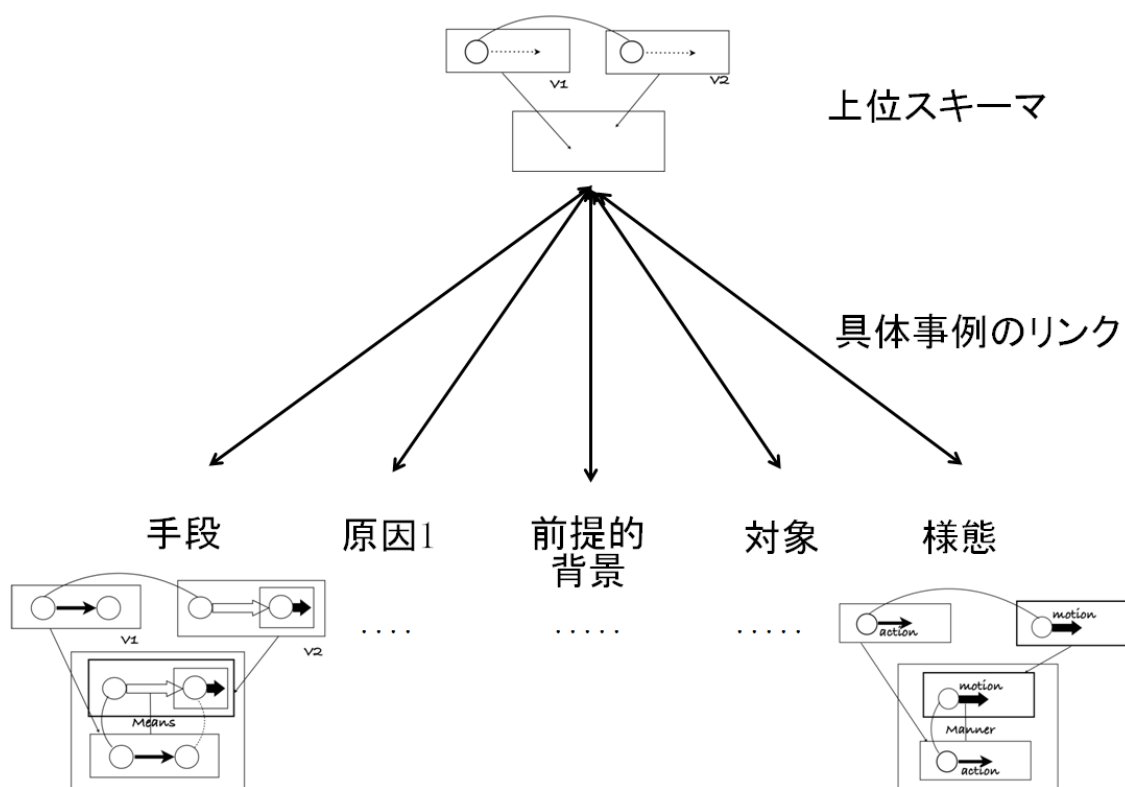 V1
V2
上位スキーマ
具体事例のリンク
手段
原因1
前提的
背景
対象
様態
V1
V2
Means
‥‥
‥‥‥
‥‥‥
action
motion
motion
Manner
action